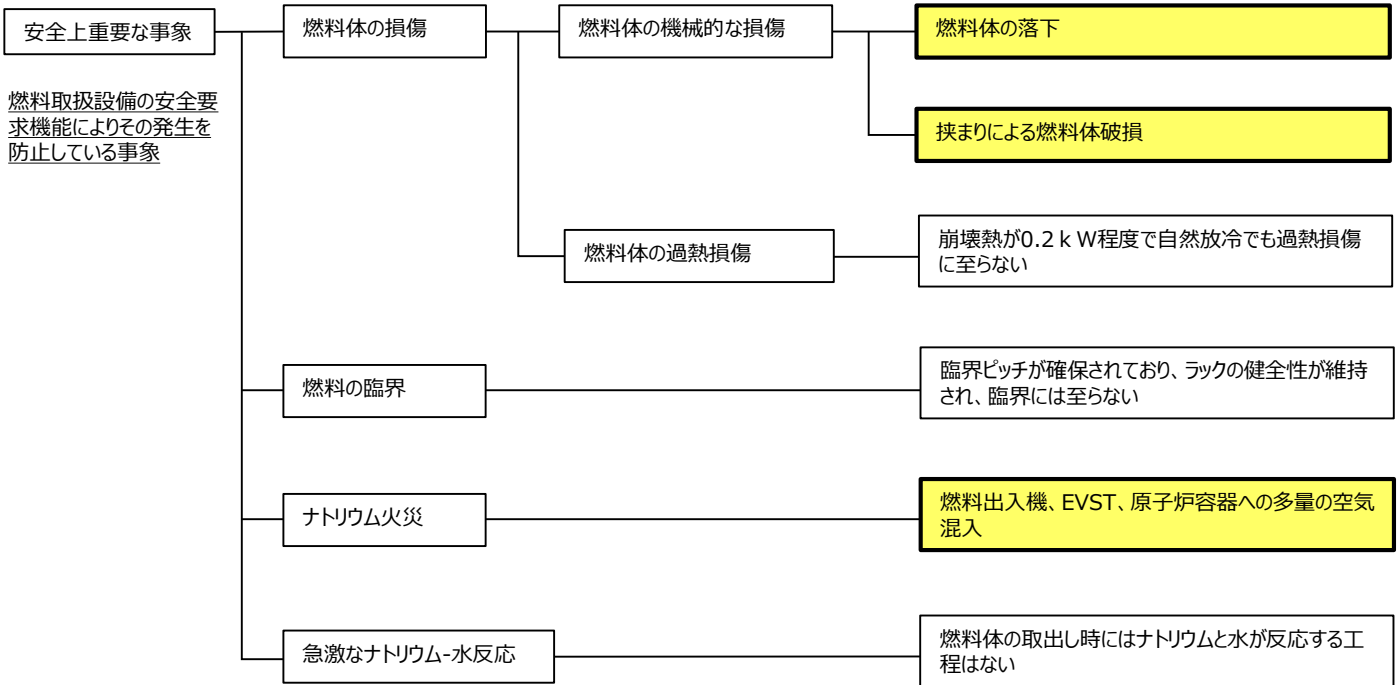 安全上重要な事象
燃料取扱設備の安全要
求機能によりその発生を
防止している事象
燃料体の損傷
燃料体の機械的な損傷
燃料体の落下
挟まりによる燃料体破損
燃料体の過熱損傷
崩壊熱が0.2ｋW程度で自然放冷でも過熱損傷
に至らない
燃料の臨界
臨界ピッチが確保されており、ラックの健全性が維持
され、臨界には至らない
ナトリウム火災
燃料出入機、EVST、原子炉容器への多量の空気
混入
急激なナトリウム-水反応
燃料体の取出し時にはナトリウムと水が反応する工
程はない